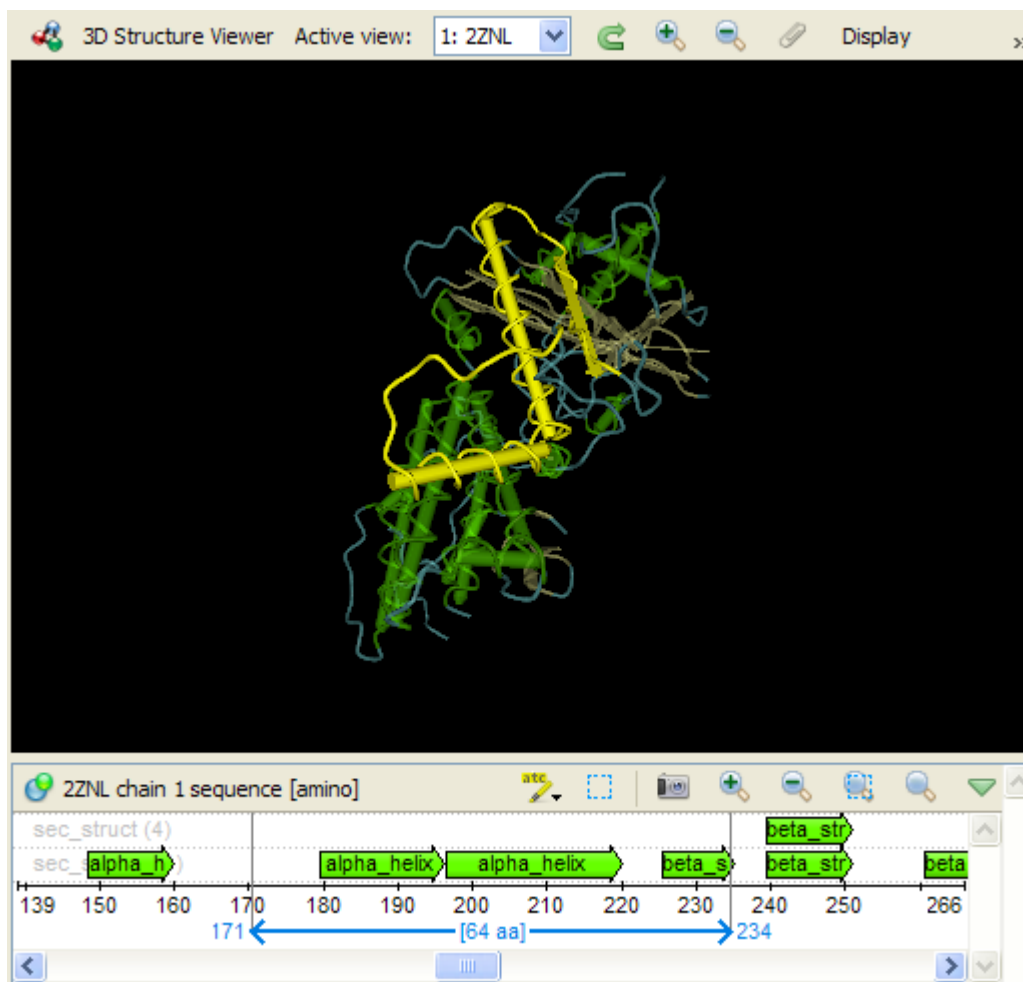 3D Structure Viewer Active view: 1: 2ZNL Display »
2ZNL chain 1 sequence [amino] atc
sec_struct (4)
beta_str
sec_s
alpha_h
)
alpha_helix
alpha_helix
beta_s
beta_str
beta
139 150 160 170 180 190 200 210 220 230 240 250 266
171 [64 aa] 234